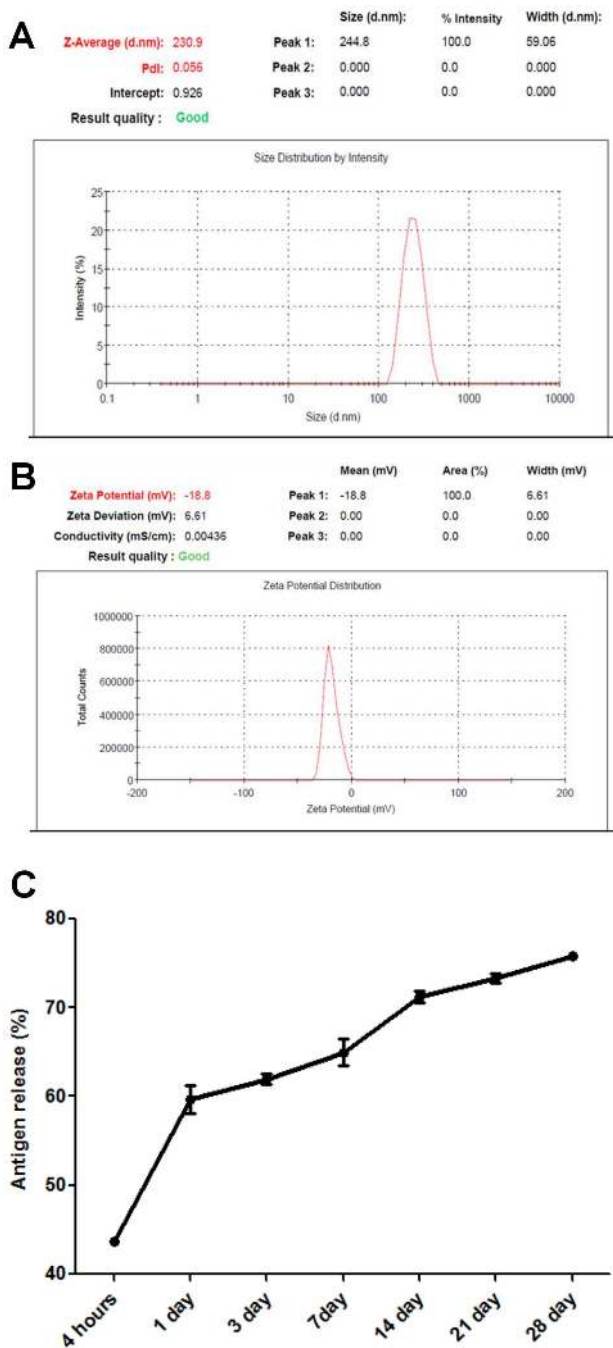 A
Size (d.nm): % Intensity Width (d.nm):
Z-Average (d.nm): 230.9 Peak 1: 244.8 100.0 59.06
PdI: 0.056 Peak 2: 0.000 0.0 0.000
Intercept: 0.926 Peak 3: 0.000 0.0 0.000
Result quality : Good
Size Distribution by Intensity
25
20
15
10
5
0
Intensity (%)
0.1 1 10 100 1000 10000
Size (d.nm)
B
Mean (mV) Area (%) Width (mV)
Zeta Potential (mV): -18.8 Peak 1: -18.8 100.0 6.61
Zeta Deviation (mV): 6.61 Peak 2: 0.00 0.0 0.00
Conductivity (mS/cm): 0.00436 Peak 3: 0.00 0.0 0.00
Result quality : Good
Zeta Potential Distribution
1000000
800000
600000
400000
200000
0
Total Counts
-200 -100 0 100 200
Zeta Potential (mV)
C
80
70
60
50
40
Antigen release (%)
4 hours 1 day 3 day 7day 14 day 21 day 28 day